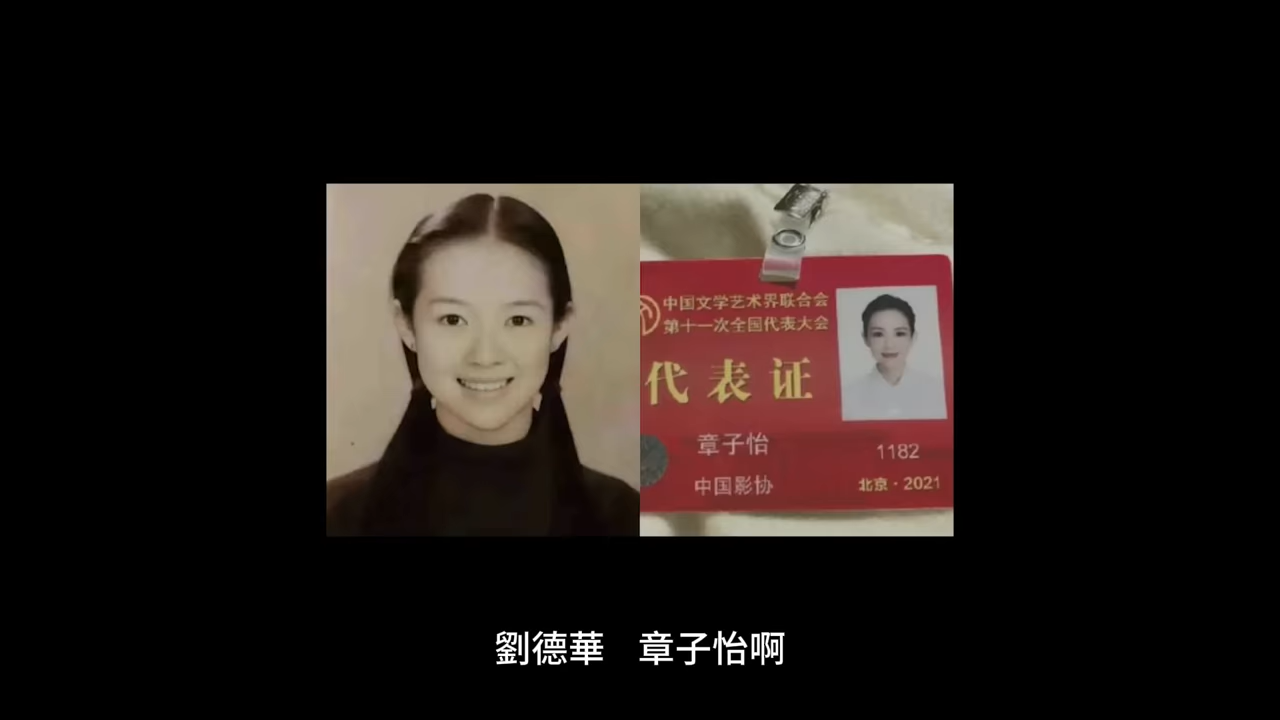 中国文学艺术界联合会
第十一次全国代表大会
代表证
章子怡
1182
中国影协
北京·2021
劉德華 章子怡啊